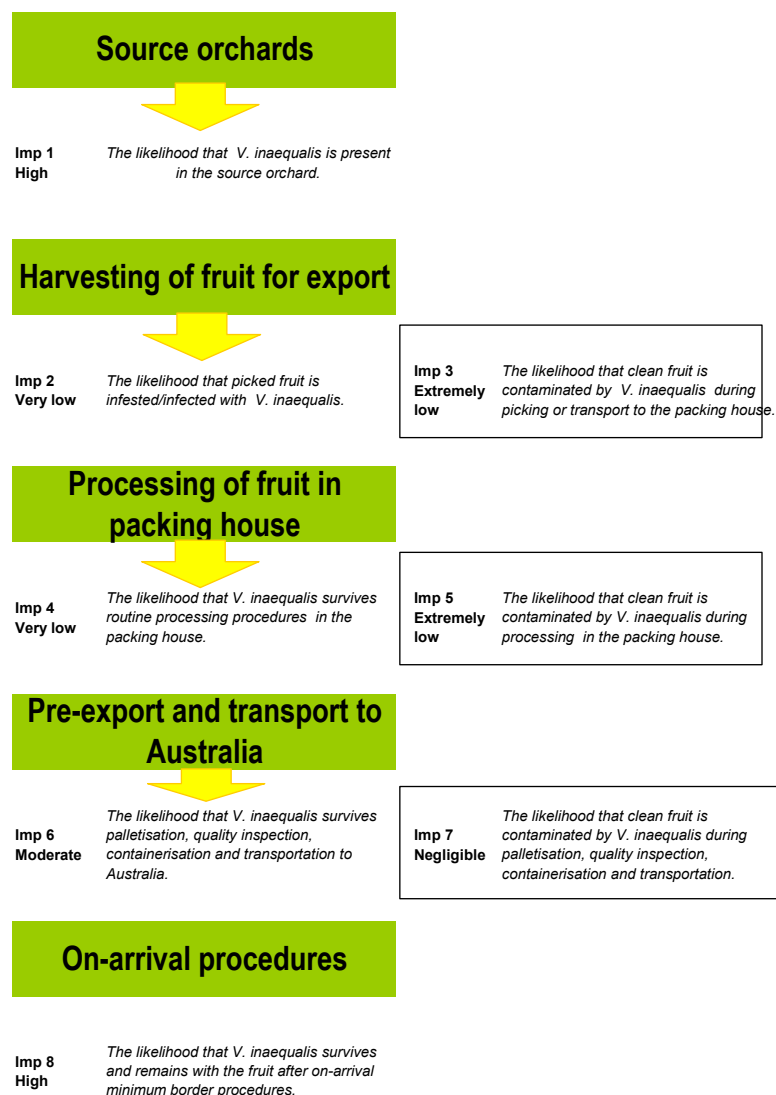 Source orchards
Imp 1
High
The likelihood that V. inaequalis is present
in the source orchard.
Harvesting of fruit for export
Imp 2
Very low
The likelihood that picked fruit is
infested/infected with V. inaequalis.
Imp 3
Extremely
low
The likelihood that clean fruit is
contaminated by V. inaequalis during
picking or transport to the packing house.
Processing of fruit in
packing house
Imp 4
Very low
The likelihood that V. inaequalis survives
routine processing procedures in the
packing house.
Imp 5
Extremely
low
The likelihood that clean fruit is
contaminated by V. inaequalis during
processing in the packing house.
Pre-export and transport to
Australia
Imp 6
Moderate
The likelihood that V. inaequalis survives
palletisation, quality inspection,
containerisation and transportation to
Australia.
Imp 7
Negligible
The likelihood that clean fruit is
contaminated by V. inaequalis during
palletisation, quality inspection,
containerisation and transportation.
On-arrival procedures
Imp 8
High
The likelihood that V. inaequalis survives
and remains with the fruit after on-arrival
minimum border procedures.